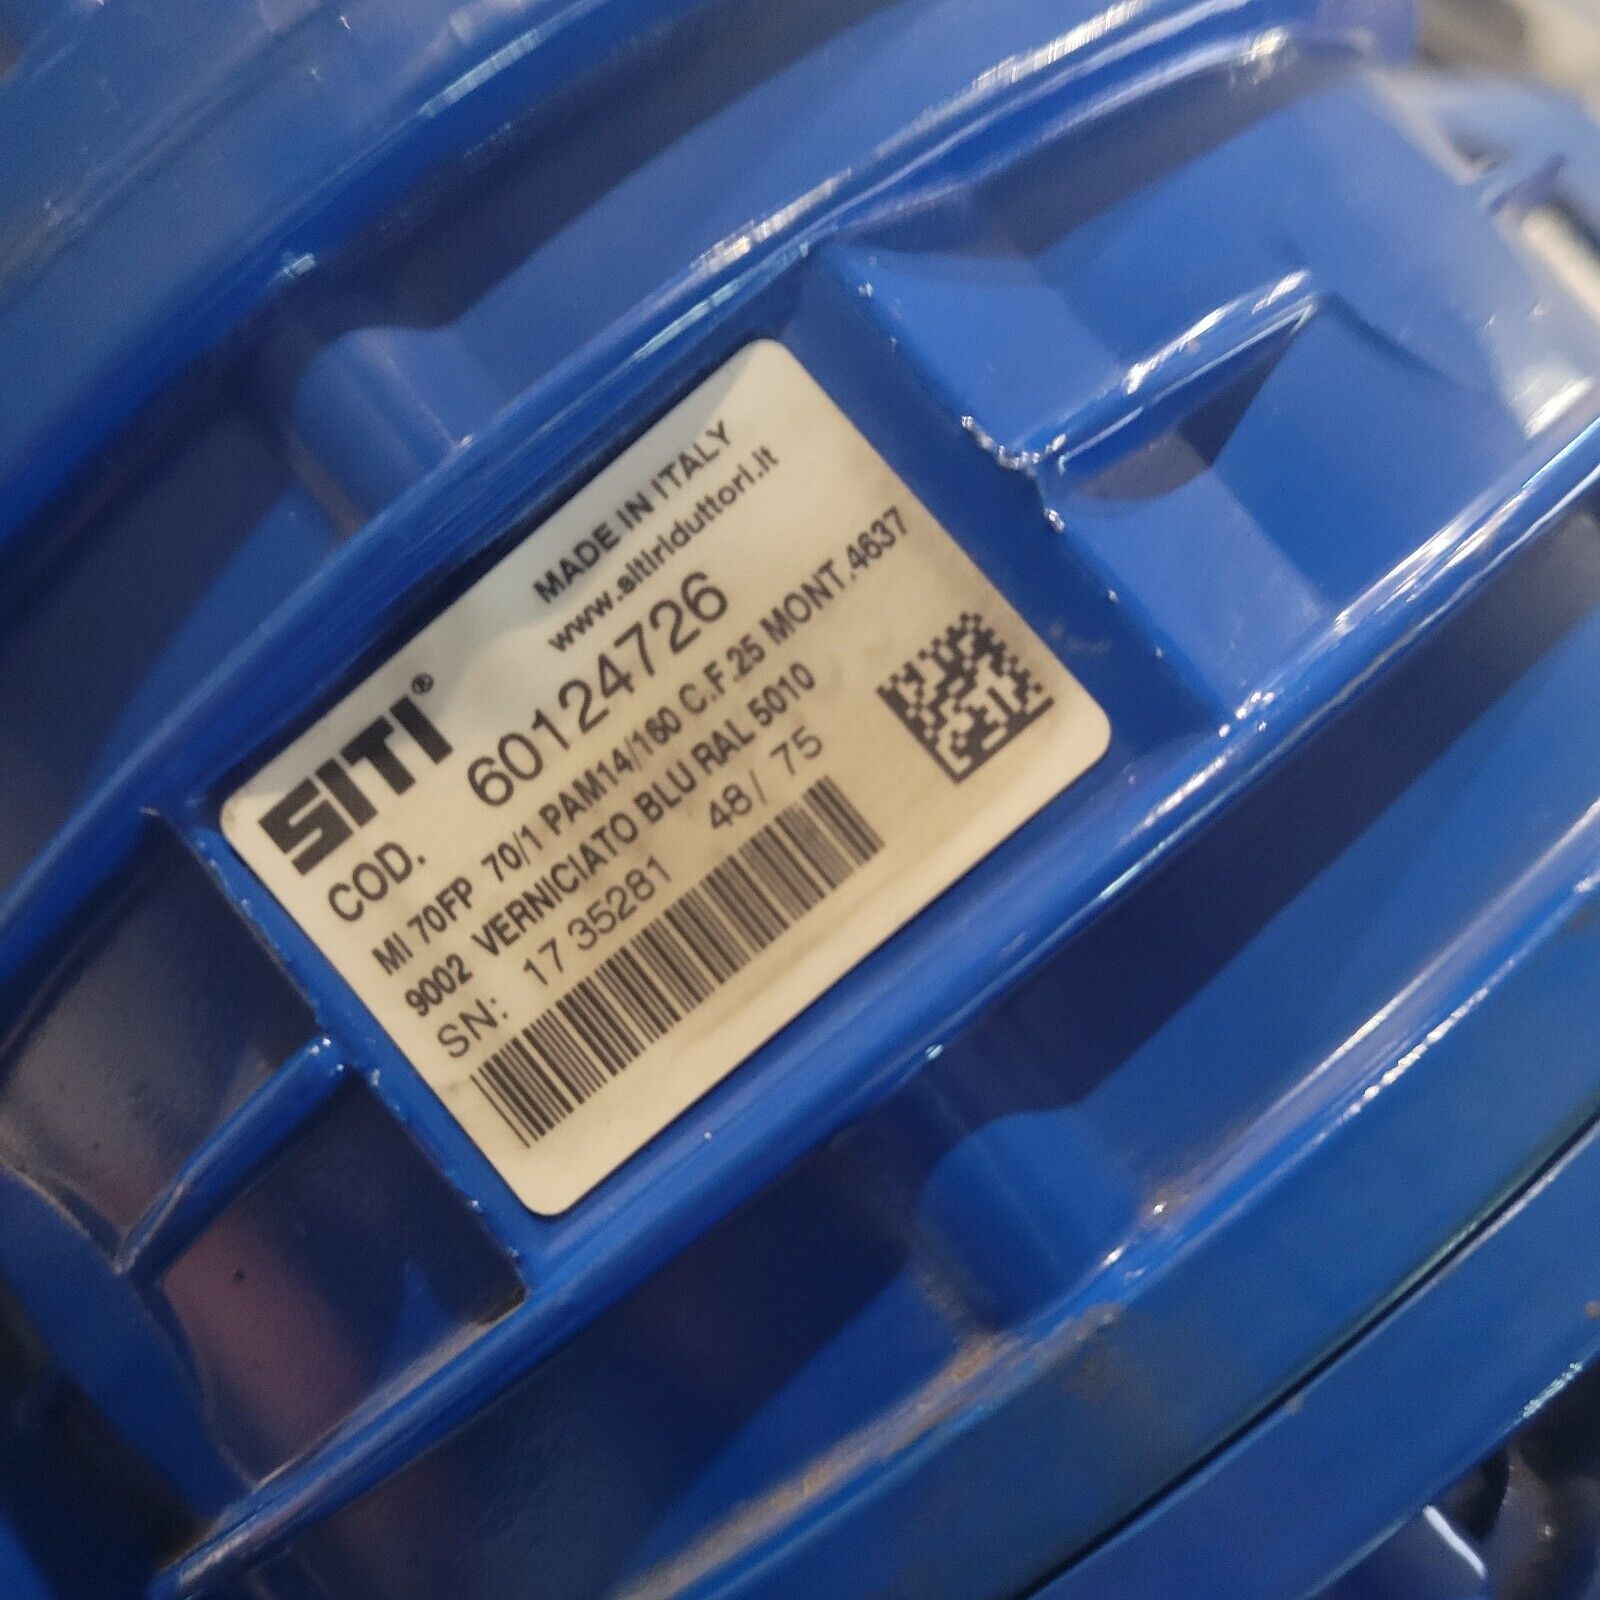 SITI®
MADE IN ITALY
www.sitiriduttori.it
COD. 60124726
MI 70FP 70/1 PAM14/160 C.F.25 MONT.4637
9002 VERNICIATO BLU RAL 5010
SN: 17 35281 48/ 75